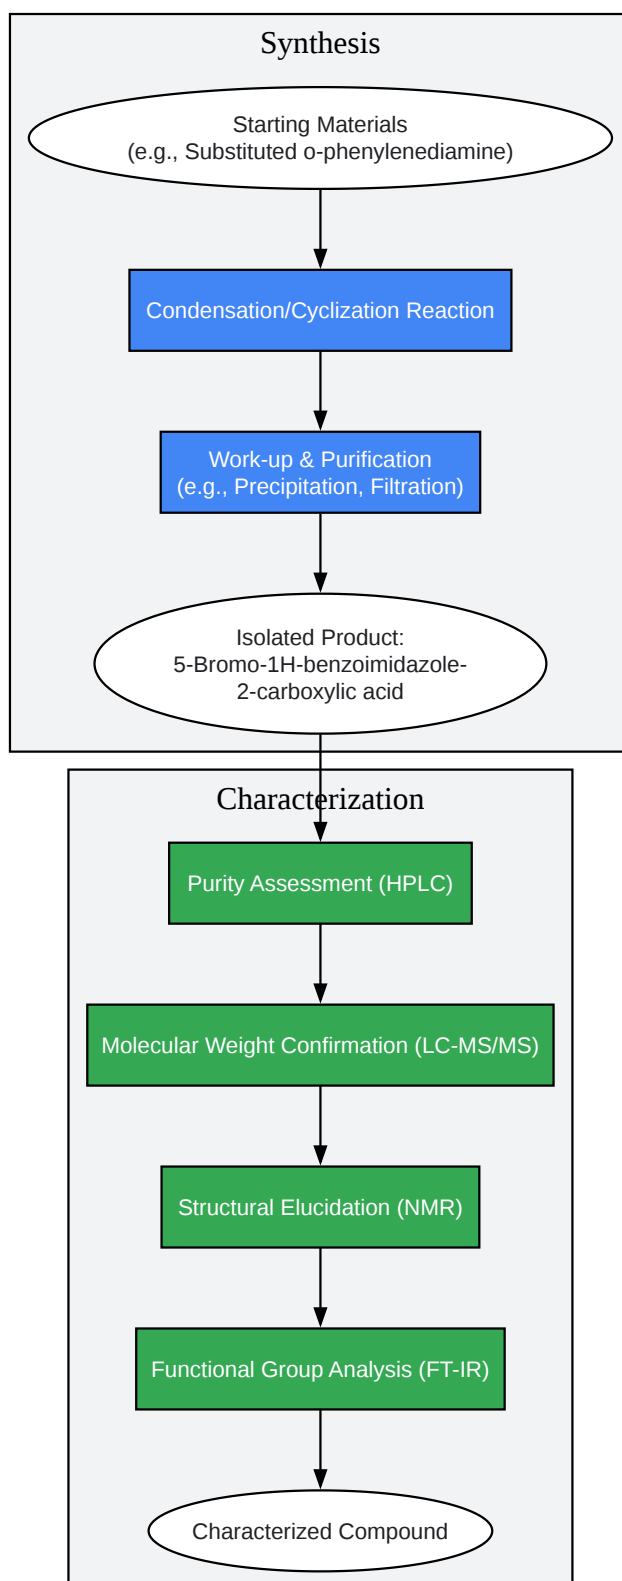 Synthesis
Starting Materials
(e.g., Substituted o-phenylenediamine)
Condensation/Cyclization Reaction
Work-up & Purification
(e.g., Precipitation, Filtration)
Isolated Product:
5-Bromo-1H-benzoimidazole-
2-carboxylic acid
Characterization
Purity Assessment (HPLC)
Molecular Weight Confirmation (LC-MS/MS)
Structural Elucidation (NMR)
Functional Group Analysis (FT-IR)
Characterized Compound